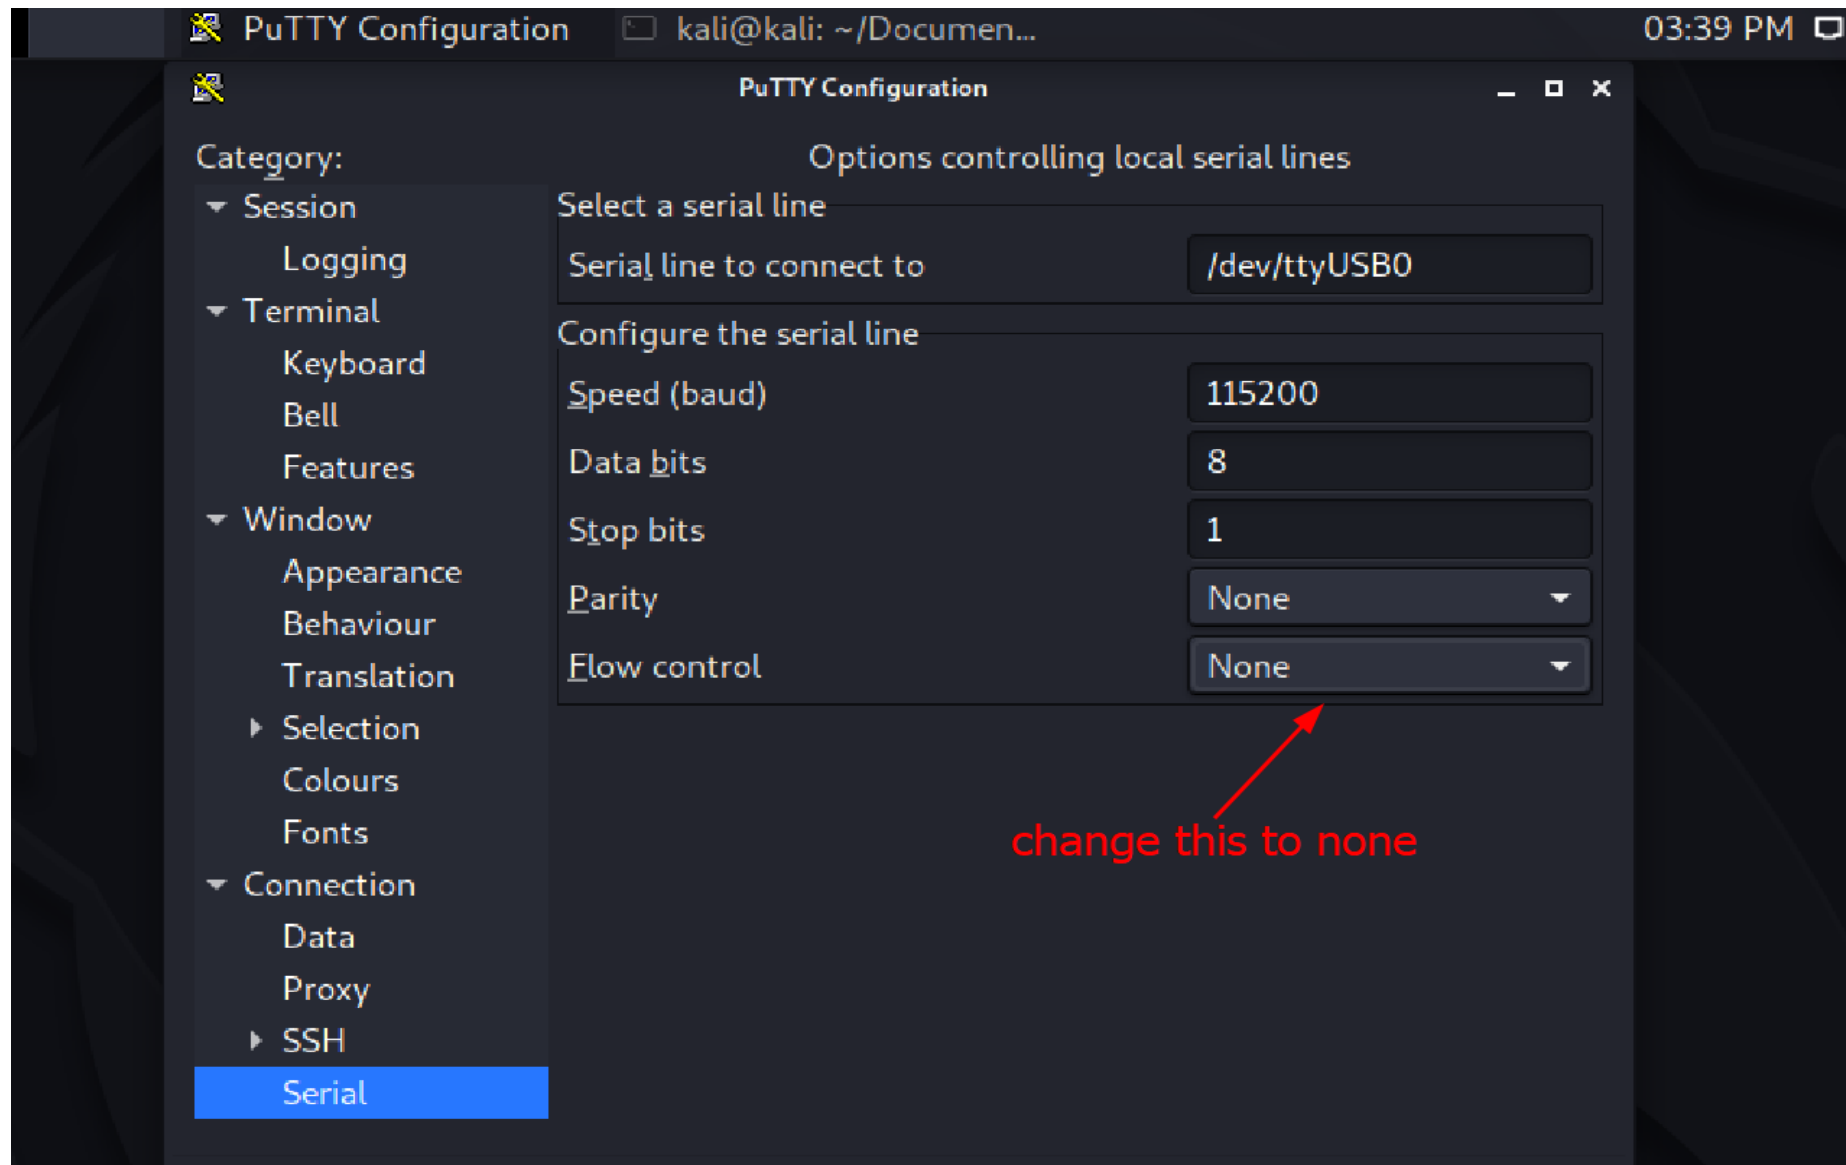 PuTTY Configuration
kali@kali: ~/Documen...
03:39 PM
PuTTY Configuration
Category:
Options controlling local serial lines
Session
Logging
Terminal
Keyboard
Bell
Features
Window
Appearance
Behaviour
Translation
Selection
Colours
Fonts
Connection
Data
Proxy
SSH
Serial
Select a serial line
Serial line to connect to
/dev/ttyUSB0
Configure the serial line
Speed (baud)
115200
Data bits
8
Stop bits
1
Parity
None
Flow control
None
change this to none